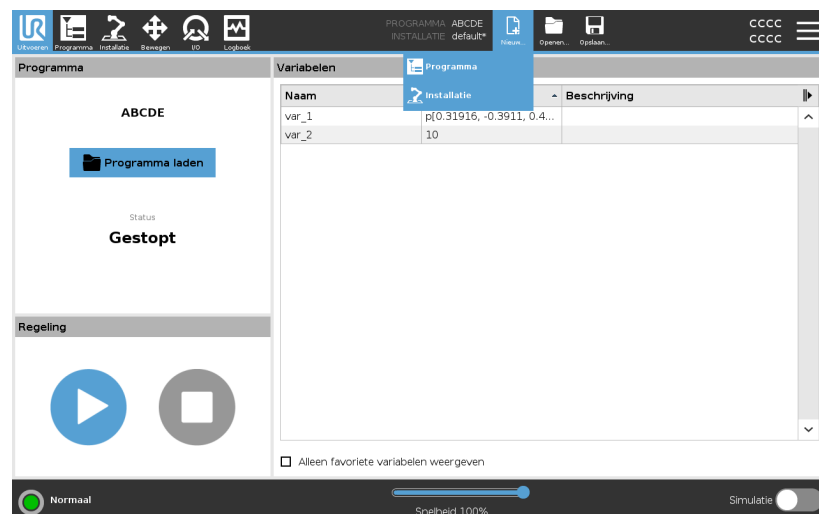 UR
Uitvoeren Programma Installatie Bewegen I/O Logboek
PROGRAMMA ABCDE
INSTALLATIE default*
Nieuw... Openen... Opslaan...
CCCC
CCCC
Programma
Variabelen
Programma
Installatie
Naam Beschrijving
ABCDE
var_1 p[0.31916, -0.3911, 0.4...
var_2 10
Programma laden
Status
Gestopt
Regeling
Alleen favoriete variabelen weergeven
Normaal
Snelheid 100%
Simulatie